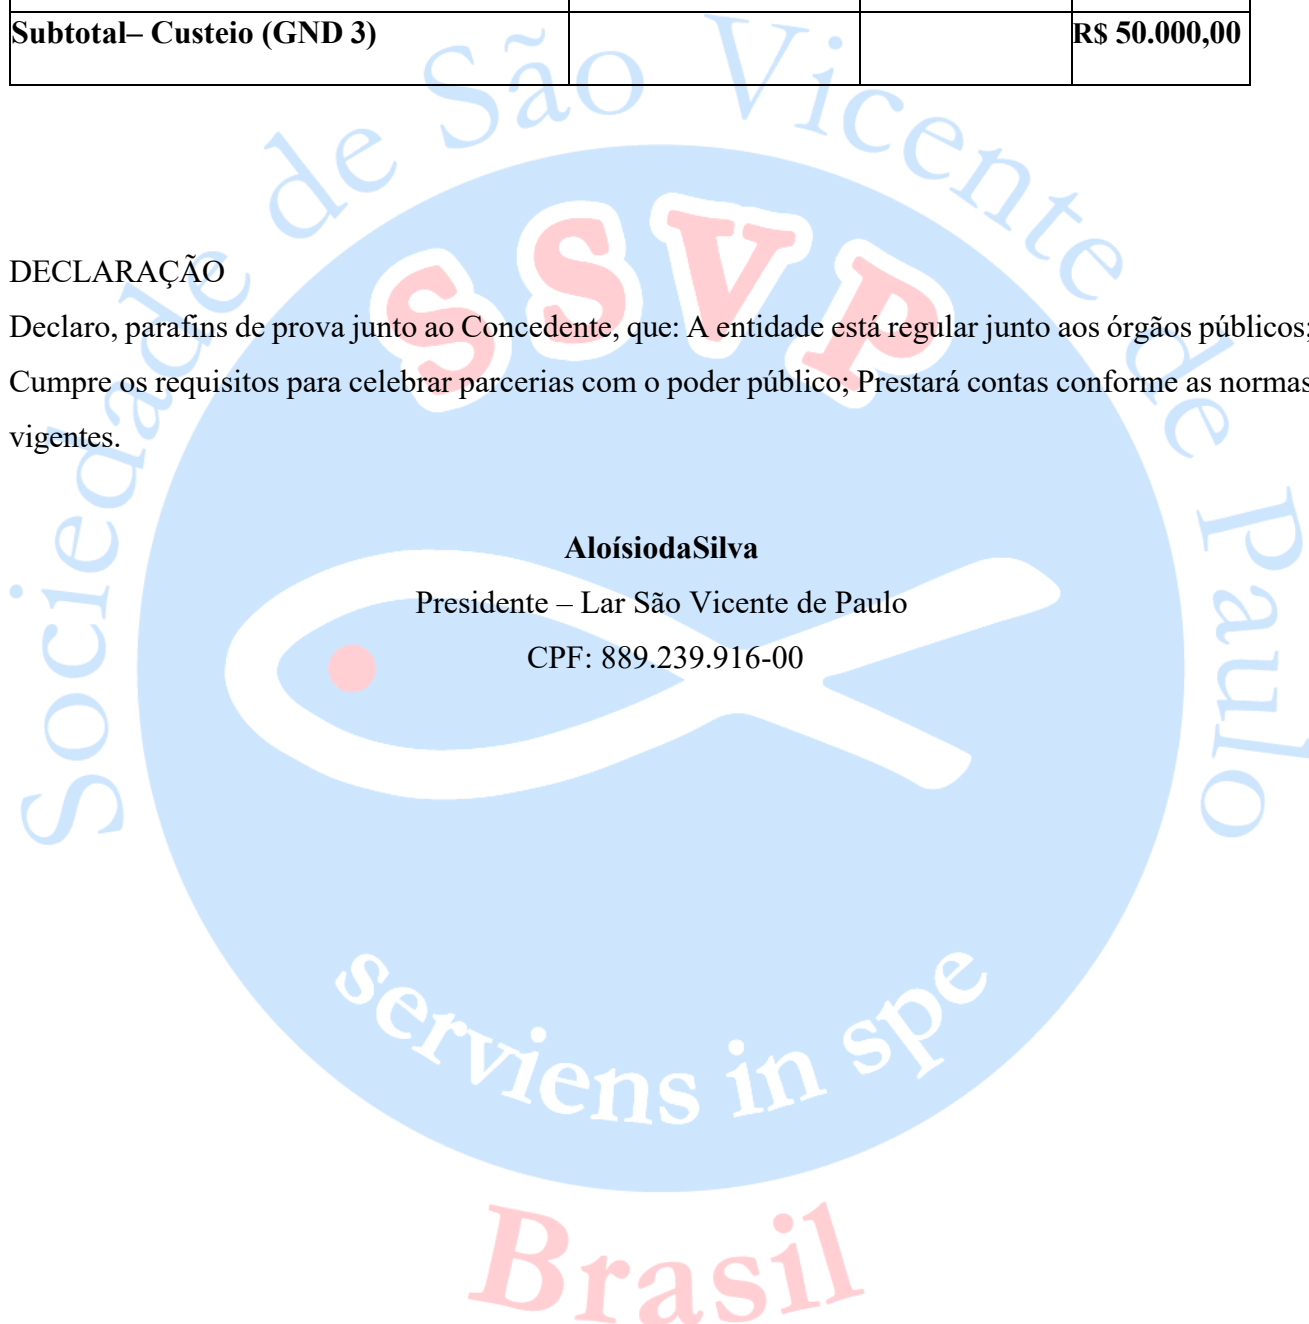 Subtotal– Custeio (GND 3) R$ 50.000,00
Sociedade de São Vicente de Paulo
SSVP
DECLARAÇÃO
Declaro, parafins de prova junto ao Concedente, que: A entidade está regular junto aos órgãos públicos;
Cumpre os requisitos para celebrar parcerias com o poder público; Prestará contas conforme as normas
vigentes.
AloísiodaSilva
Presidente – Lar São Vicente de Paulo
CPF: 889.239.916-00
serviens in spe
Brasil